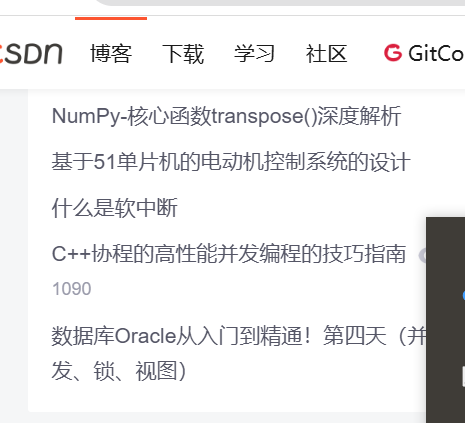 CSDN 博客 下载 学习 社区 GitCo
NumPy-核心函数transpose()深度解析
基于51单片机的电动机控制系统的设计
什么是软中断
C++协程的高性能并发编程的技巧指南
1090
数据库Oracle从入门到精通！第四天（并
发、锁、视图）